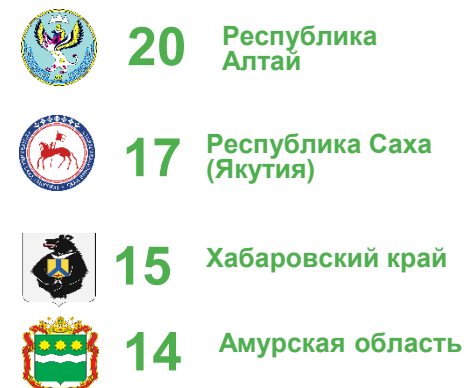 20 Республика
Алтай
17 Республика Саха
(Якутия)
15 Хабаровский край
14 Амурская область